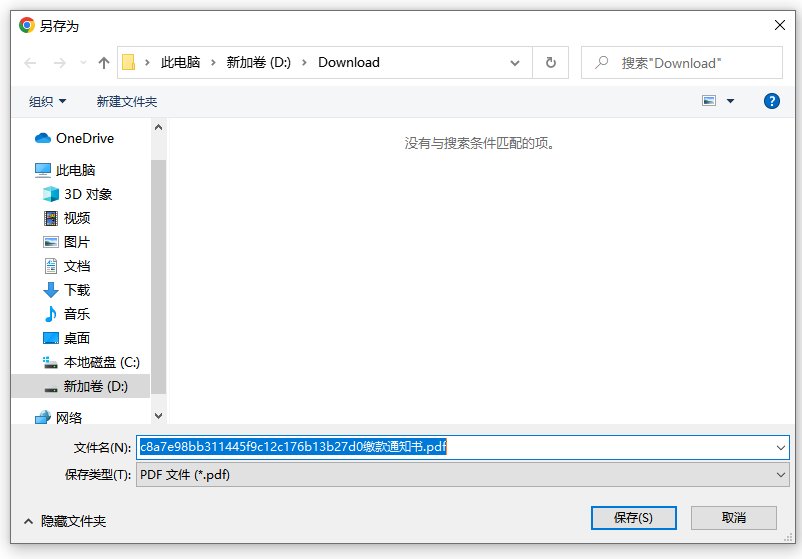 另存为
此电脑 › 新加卷 (D:) › Download
搜索"Download"
组织
新建文件夹
?
OneDrive
此电脑
3D 对象
视频
图片
文档
下载
音乐
桌面
本地磁盘 (C:)
新加卷 (D:)
网络
没有与搜索条件匹配的项。
文件名(N): c8a7e98bb311445f9c12c176b13b27d0缴款通知书.pdf
保存类型(T): PDF 文件 (*.pdf)
隐藏文件夹
保存(S)
取消